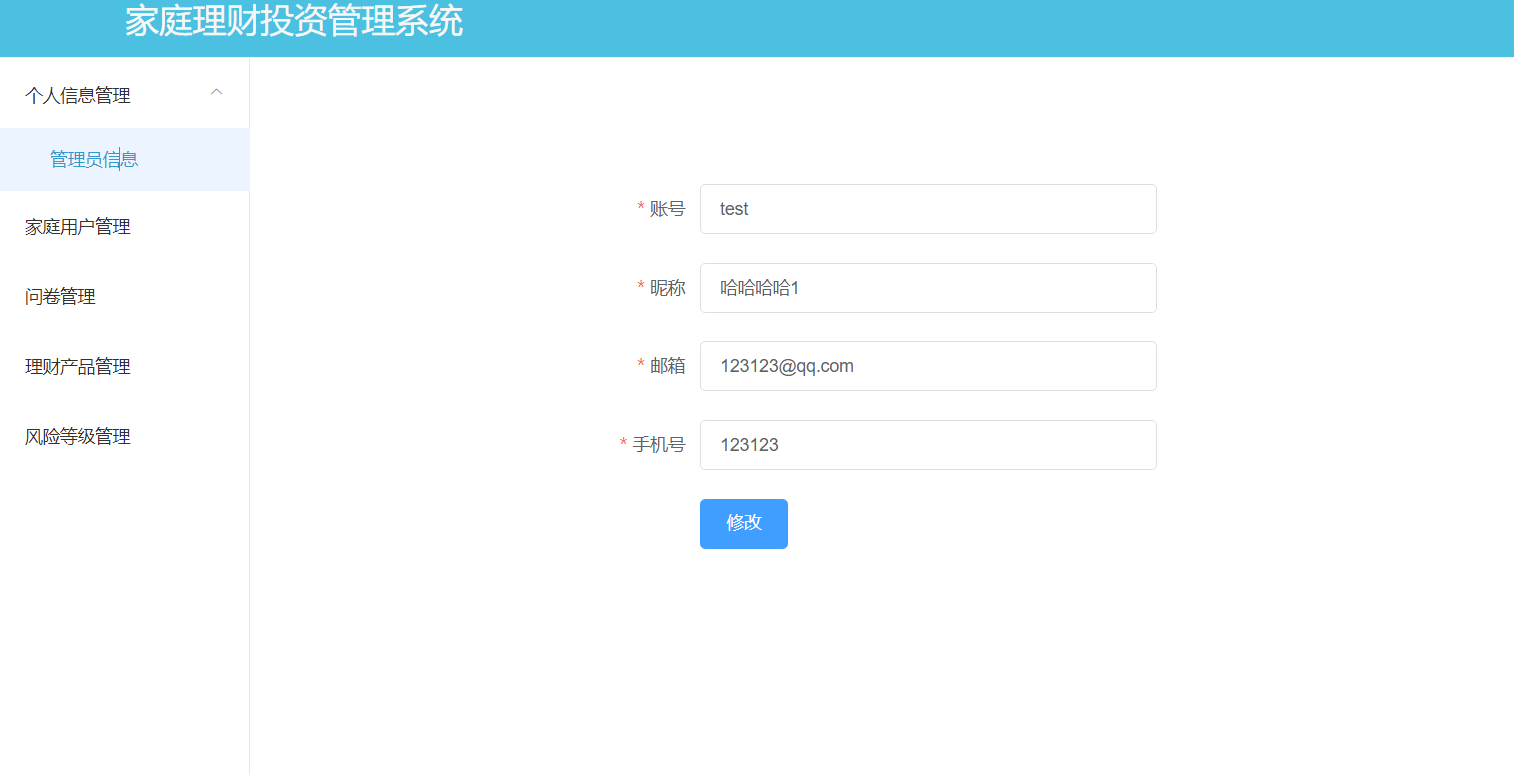 家庭理财投资管理系统
个人信息管理
管理员信息
家庭用户管理
问卷管理
理财产品管理
风险等级管理
* 账号 test
* 昵称 哈哈哈哈1
* 邮箱 123123@qq.com
* 手机号 123123
修改